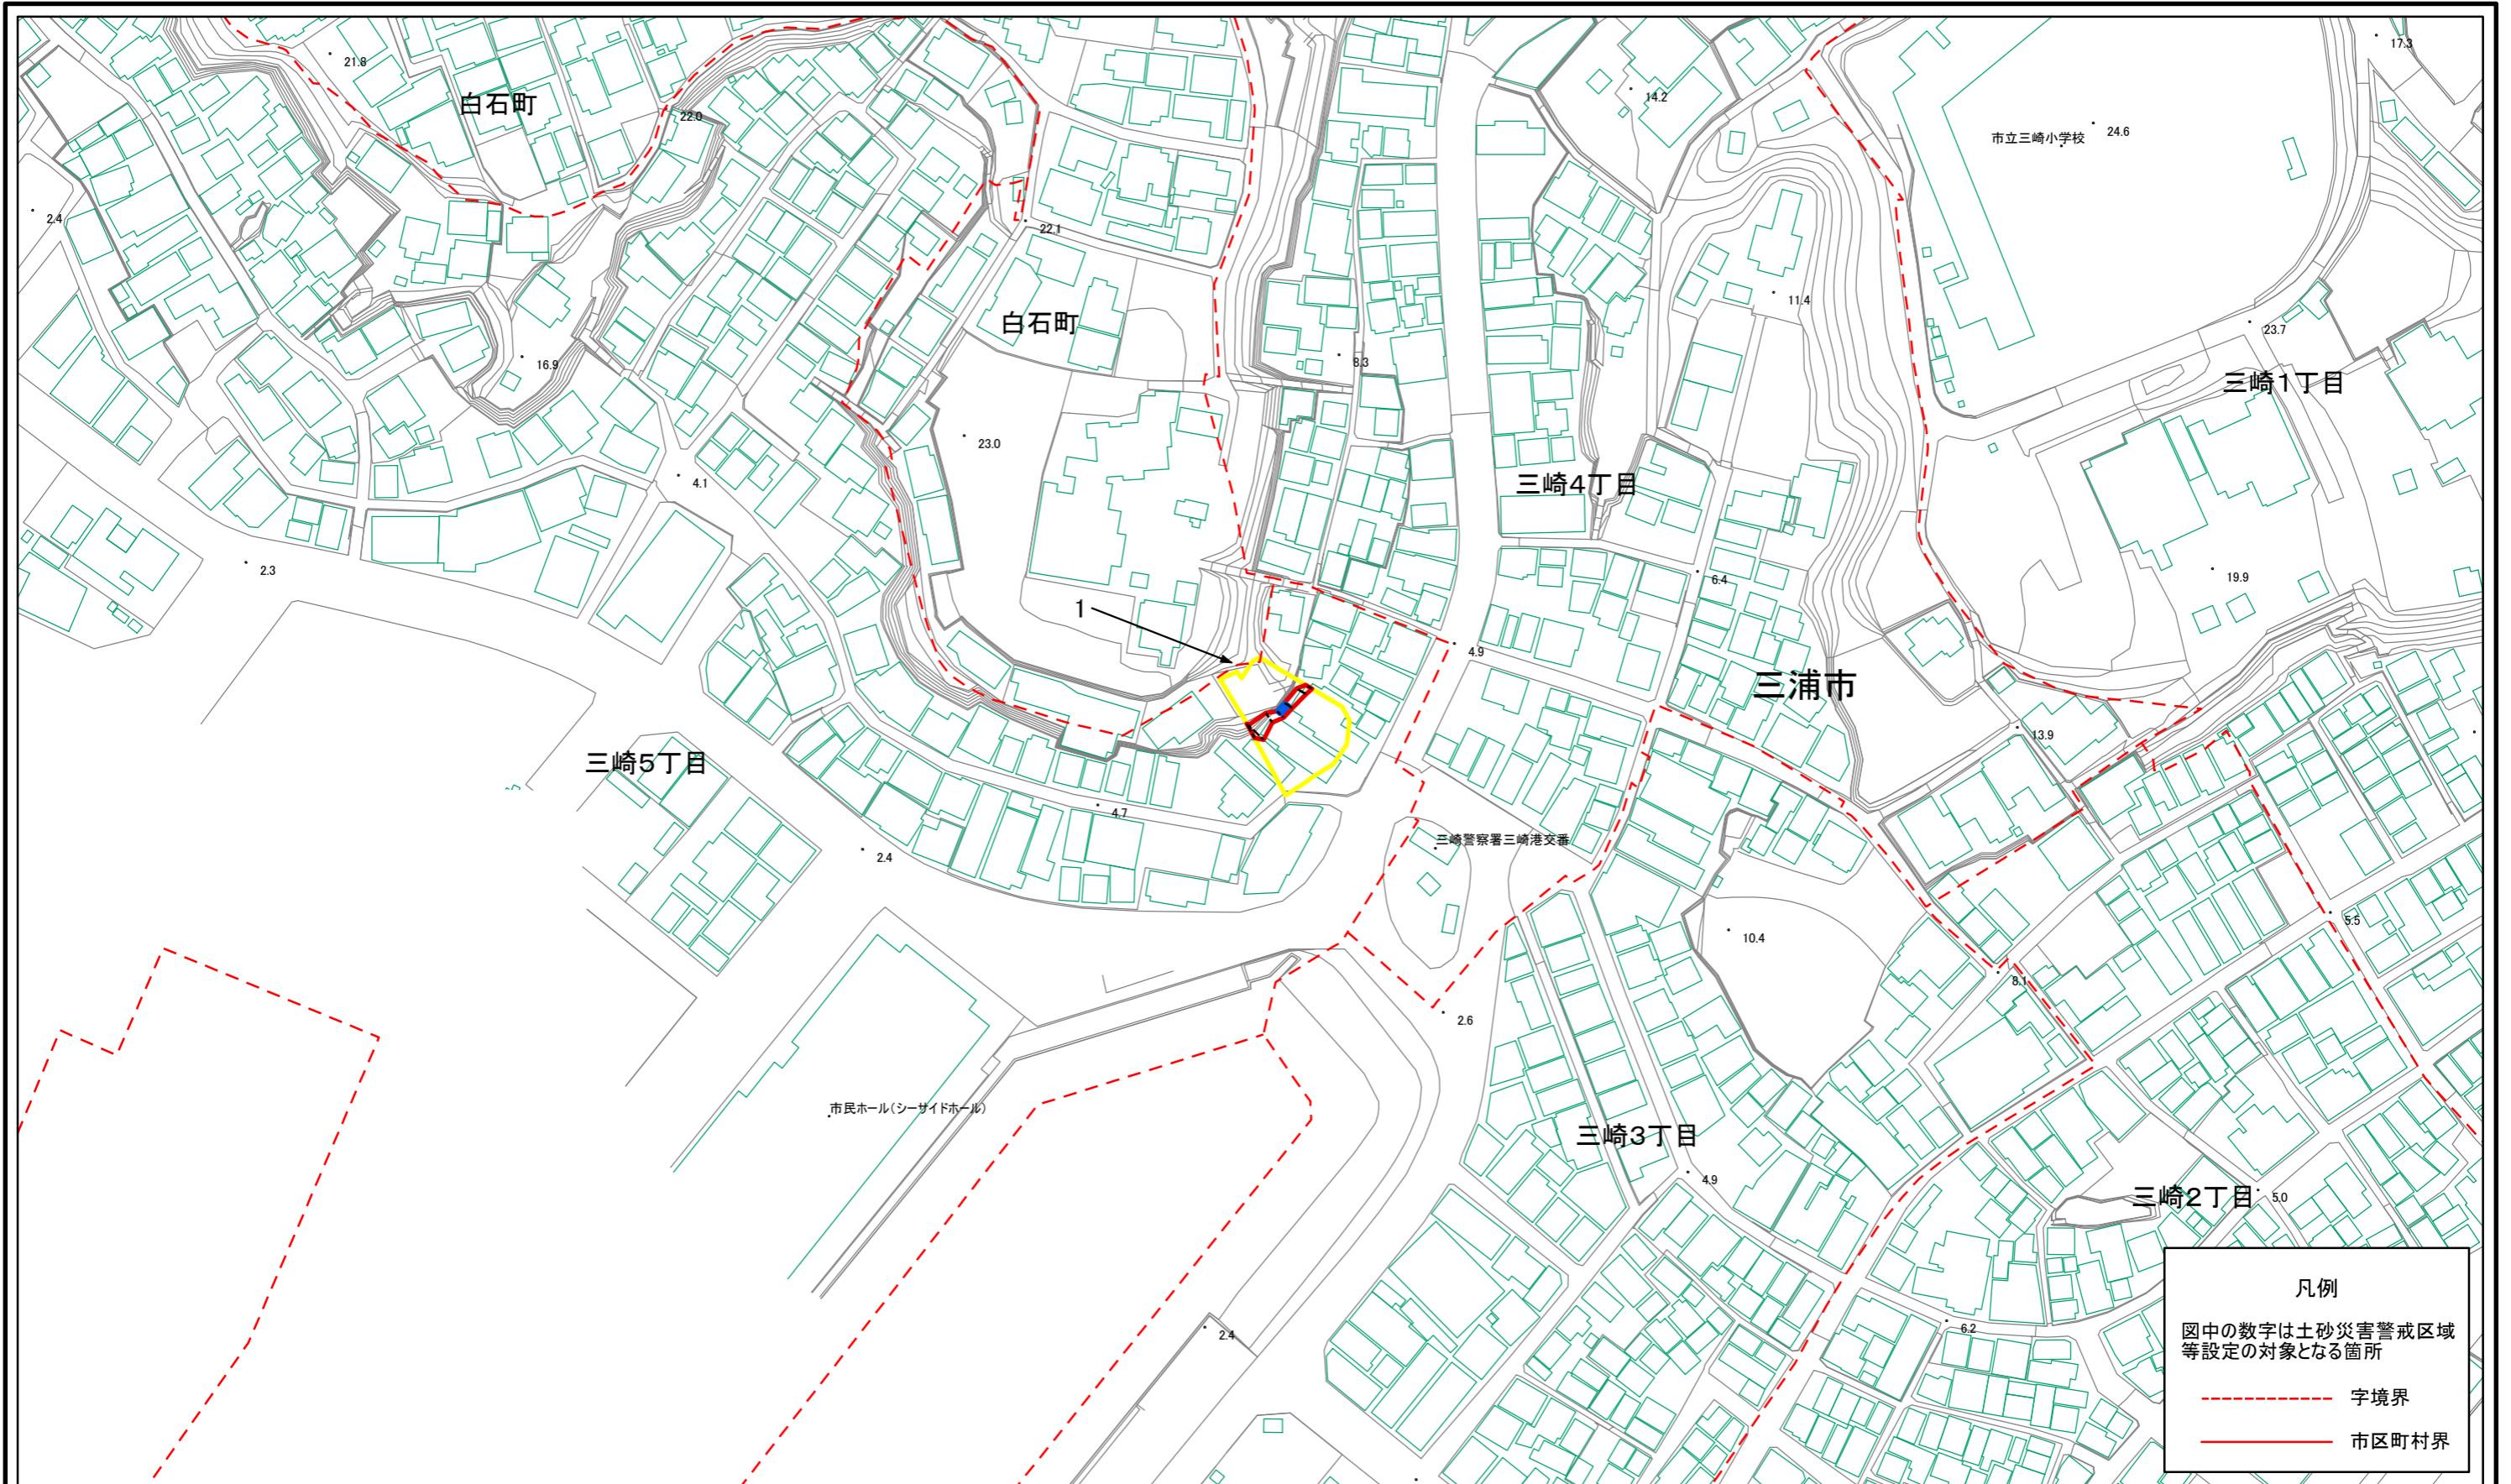 17.3
21.8
14.2
白石町
22.0
市立三崎小学校
24.6
2.4
22.1
11.4
白石町
23.7
16.9
8.3
三崎1丁目
23.0
4.1
三崎4丁目
2.3
6.4
19.9
1
4.9
三浦市
13.9
三崎5丁目
4.7
三崎警察署三崎港交番
2.4
5.5
10.4
8.1
2.6
市民ホール(シーサイドホール)
三崎3丁目
4.9
三崎2丁目
5.0
2.4
6.2
凡例
図中の数字は土砂災害警戒区域
等設定の対象となる箇所
字境界
市区町村界